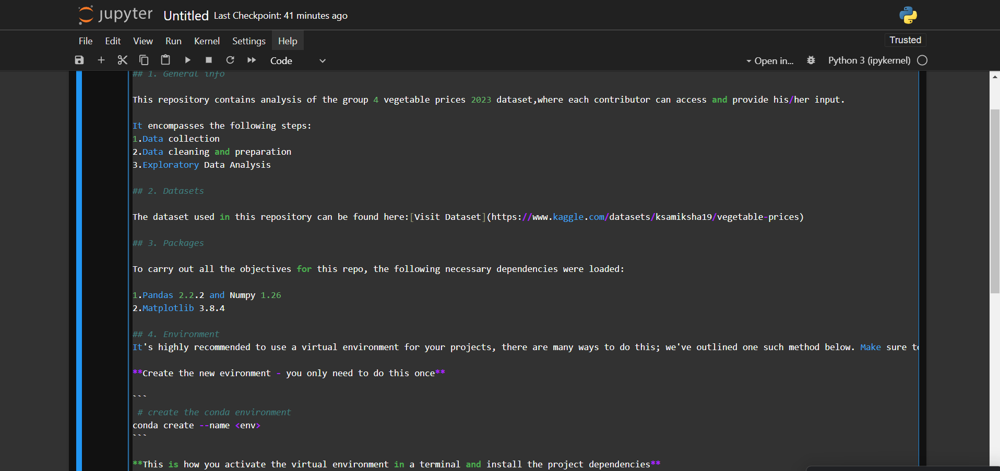 jupyter Untitled Last Checkpoint: 41 minutes ago
File Edit View Run Kernel Settings Help Trusted
Code Open in... Python 3 (ipykernel)
## 1. General info
This repository contains analysis of the group 4 vegetable prices 2023 dataset,where each contributor can access and provide his/her input.
It encompasses the following steps:
1.Data collection
2.Data cleaning and preparation
3.Exploratory Data Analysis
## 2. Datasets
The dataset used in this repository can be found here:[Visit Dataset](https://www.kaggle.com/datasets/ksamiksha19/vegetable-prices)
## 3. Packages
To carry out all the objectives for this repo, the following necessary dependencies were loaded:
1.Pandas 2.2.2 and Numpy 1.26
2.Matplotlib 3.8.4
## 4. Environment
It's highly recommended to use a virtual environment for your projects, there are many ways to do this; we've outlined one such method below. Make sure to
**Create the new evironment - you only need to do this once**
```
# create the conda environment
conda create --name <env>
```
**This is how you activate the virtual environment in a terminal and install the project dependencies**